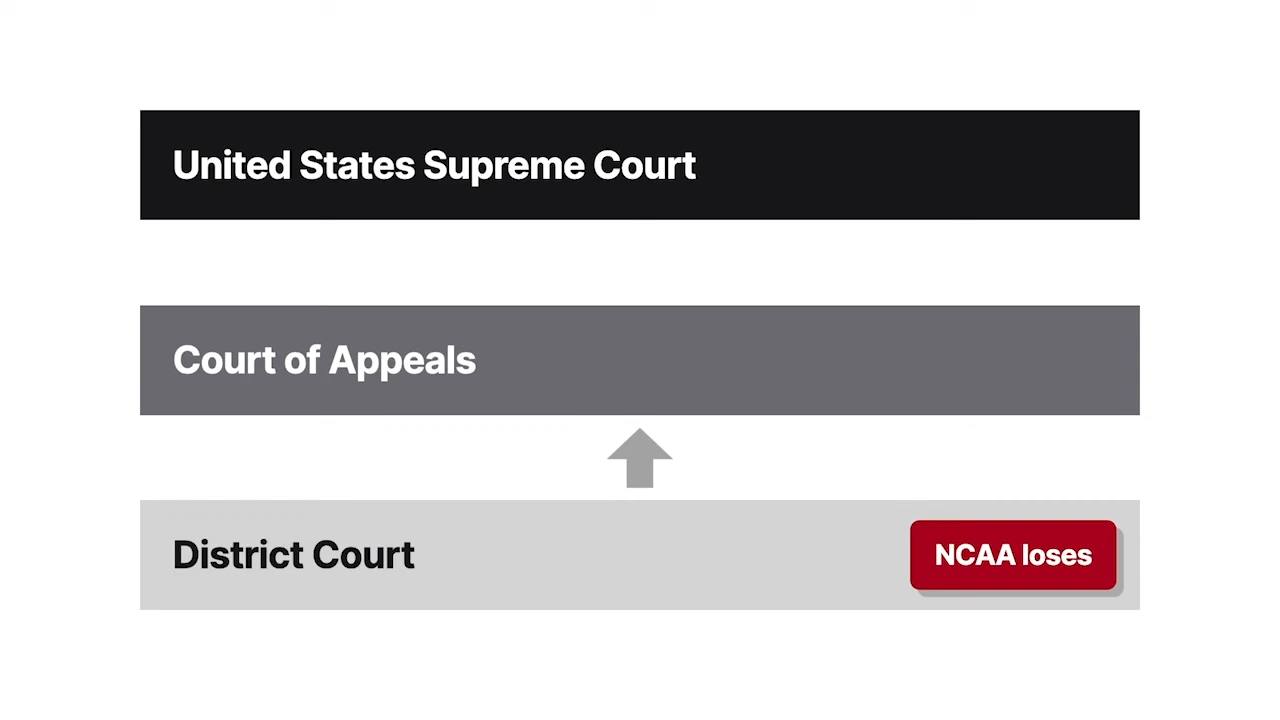 United States Supreme Court
Court of Appeals
District Court
NCAA loses